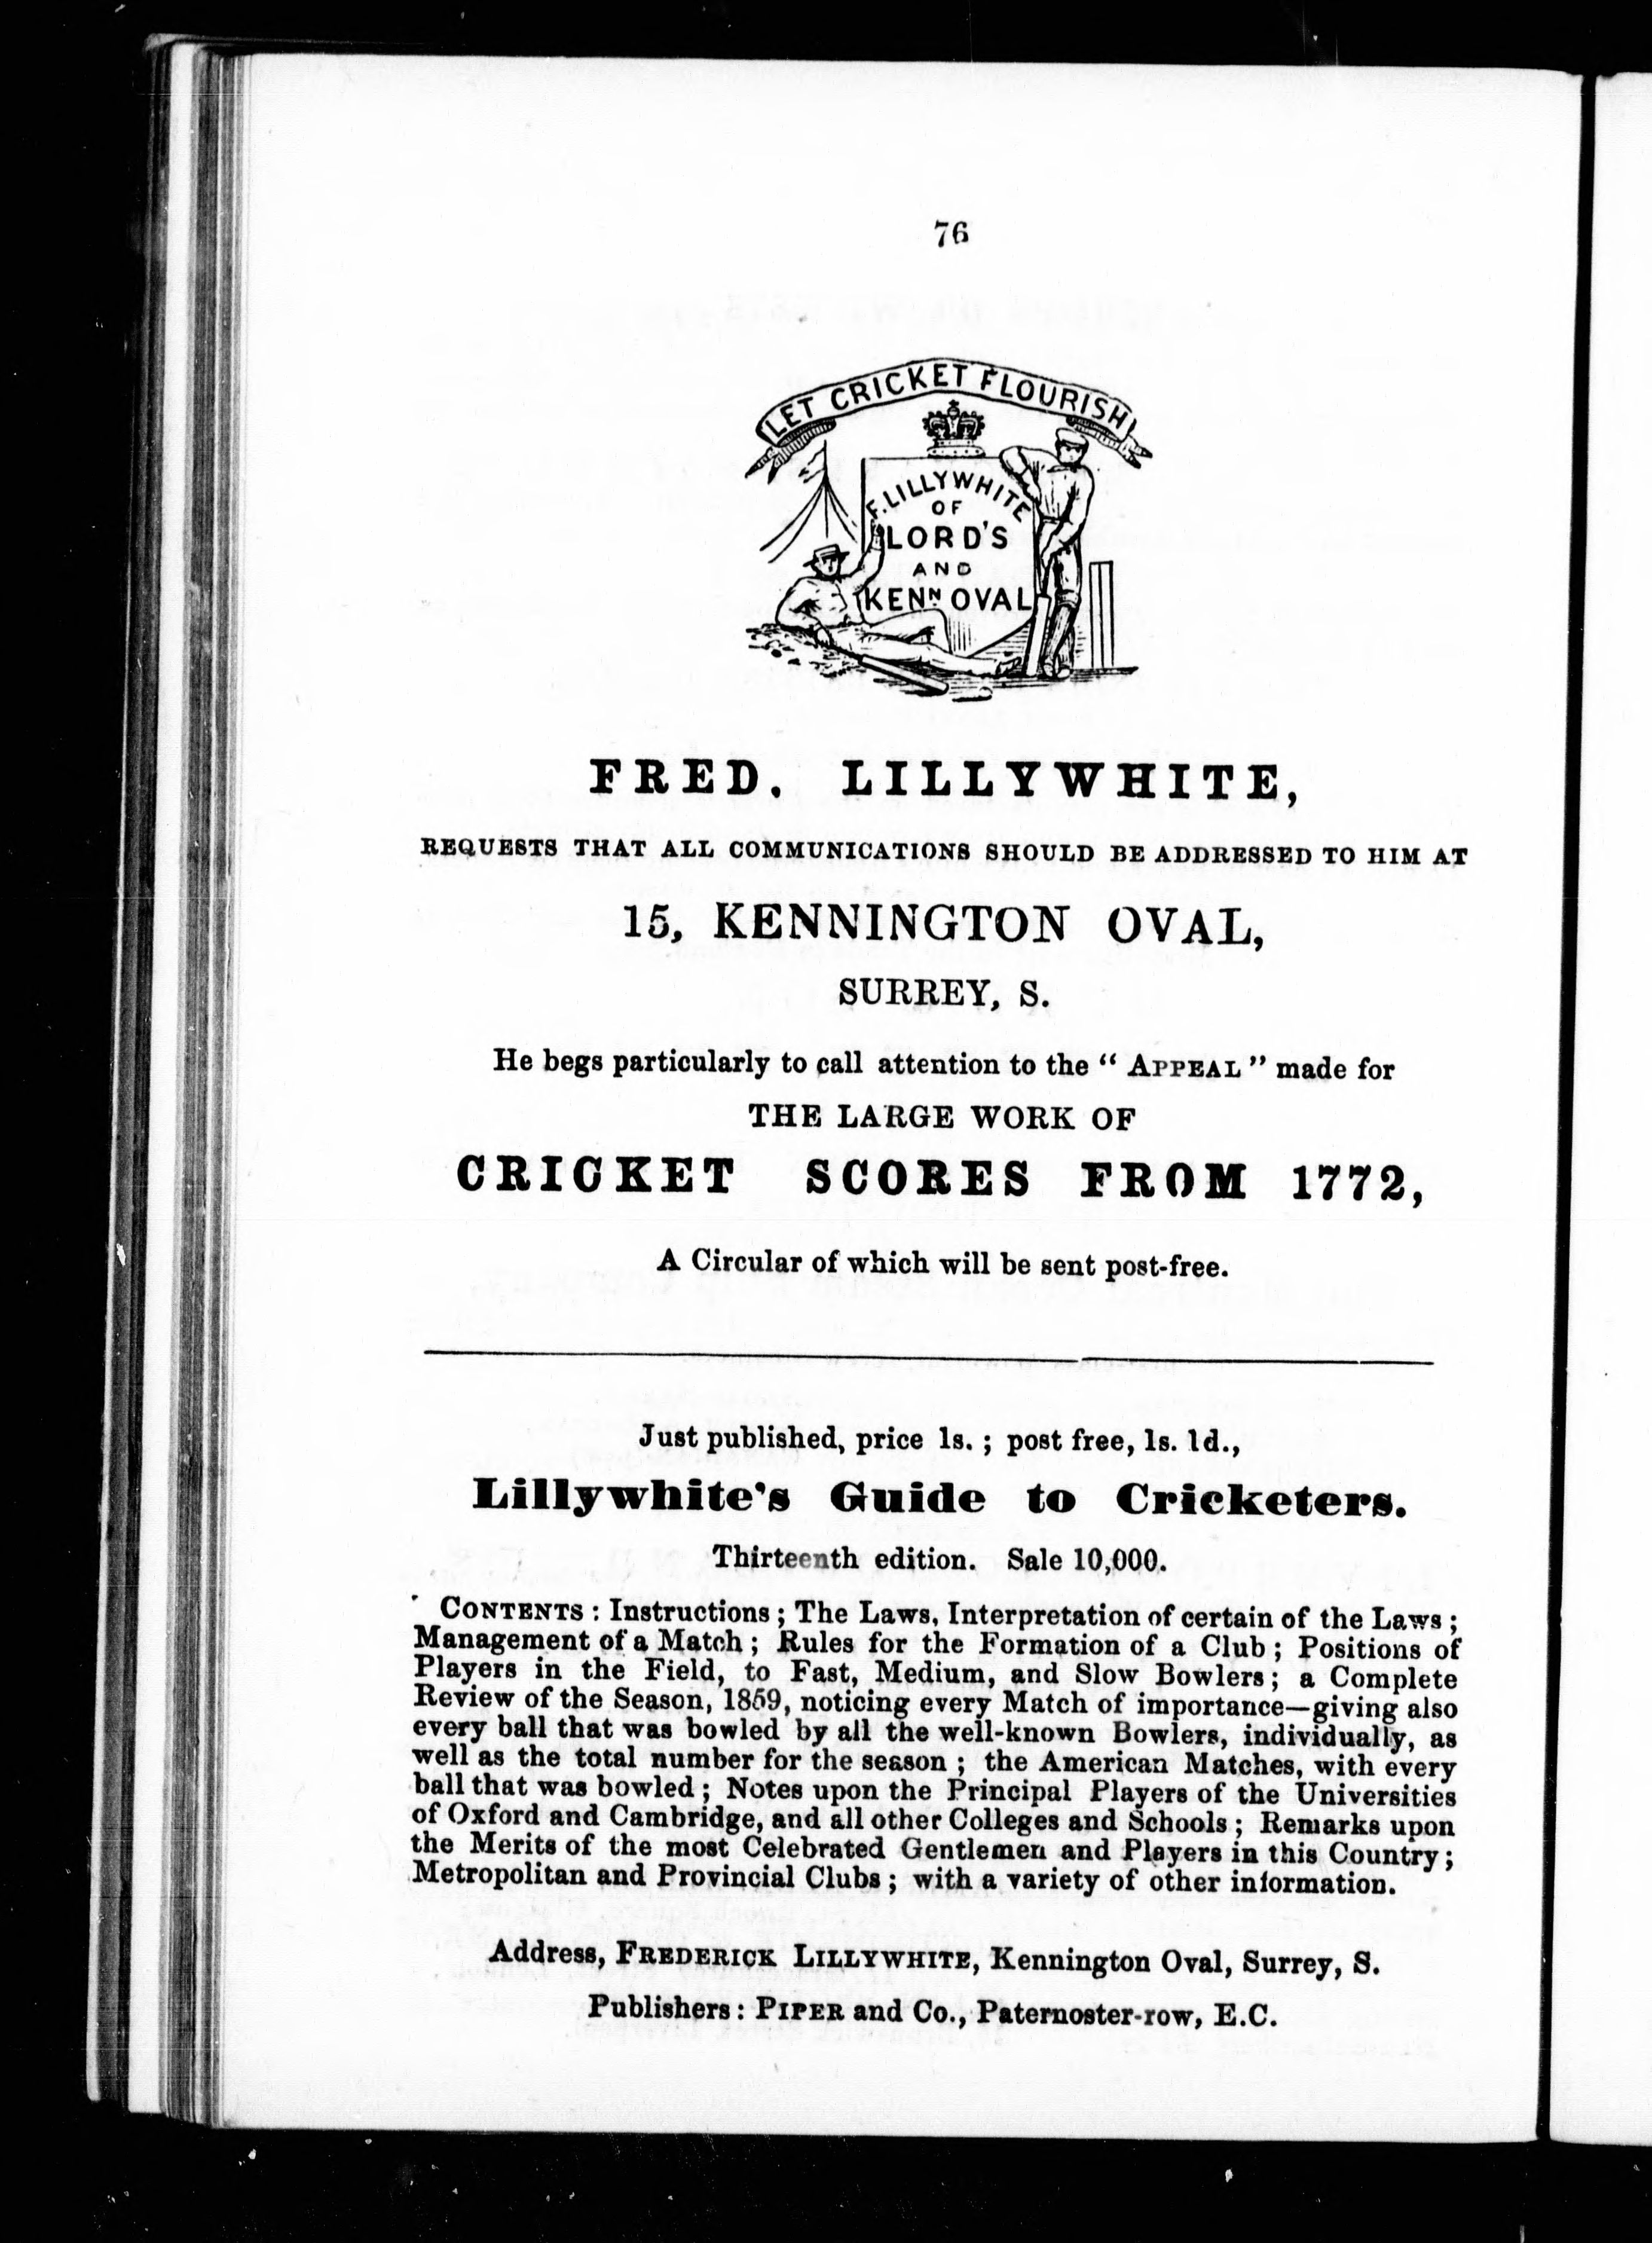 76
LET CRICKET FLOURISH
F. LILLYWHITE
OF
LORD'S
AND
KENN. OVAL
FRED. LILLYWHITE,
REQUESTS THAT ALL COMMUNICATIONS SHOULD BE ADDRESSED TO HIM AT
15, KENNINGTON OVAL,
SURREY, S.
He begs particularly to call attention to the "APPEAL" made for
THE LARGE WORK OF
CRICKET SCORES FROM 1772,
A Circular of which will be sent post-free.
Just published, price 1s. ; post free, 1s. 1d.,
Lillywhite's Guide to Cricketers.
Thirteenth edition. Sale 10,000.
CONTENTS : Instructions ; The Laws, Interpretation of certain of the Laws ;
Management of a Match ; Rules for the Formation of a Club ; Positions of
Players in the Field, to Fast, Medium, and Slow Bowlers ; a Complete
Review of the Season, 1859, noticing every Match of importance—giving also
every ball that was bowled by all the well-known Bowlers, individually, as
well as the total number for the season ; the American Matches, with every
ball that was bowled ; Notes upon the Principal Players of the Universities
of Oxford and Cambridge, and all other Colleges and Schools ; Remarks upon
the Merits of the most Celebrated Gentlemen and Players in this Country ;
Metropolitan and Provincial Clubs ; with a variety of other information.
Address, FREDERICK LILLYWHITE, Kennington Oval, Surrey, S.
Publishers : PIPER and Co., Paternoster-row, E.C.